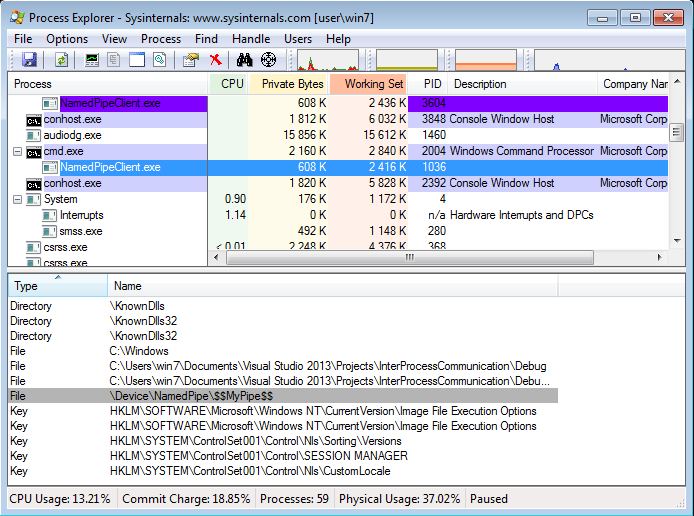 Process Explorer - Sysinternals: www.sysinternals.com [user\win7]
File Options View Process Find Handle Users Help
Process CPU Private Bytes Working Set PID Description Company Nar
NamedPipeClient.exe 608 K 2 436 K 3604
conhost.exe 1 812 K 6 032 K 3848 Console Window Host Microsoft Corp
audiodg.exe 15 856 K 15 612 K 1460
cmd.exe 2 160 K 2 840 K 2004 Windows Command Processor Microsoft Corp
NamedPipeClient.exe 608 K 2 416 K 1036
conhost.exe 1 820 K 5 828 K 2392 Console Window Host Microsoft Corp
System 0.90 176 K 1 172 K 4
Interrupts 1.14 0 K 0 K n/a Hardware Interrupts and DPCs
smss.exe 492 K 1 148 K 280
csrss.exe < 0.01 2 248 K 4 376 K 368
csrss.exe
Type Name
Directory \KnownDlls
Directory \KnownDlls32
Directory \KnownDlls32
File C:\Windows
File C:\Users\win7\Documents\Visual Studio 2013\Projects\InterProcessCommunication\Debug
File C:\Users\win7\Documents\Visual Studio 2013\Projects\InterProcessCommunication\Debu...
File \Device\NamedPipe\$$MyPipe$$
Key HKLM\SOFTWARE\Microsoft\Windows NT\CurrentVersion\Image File Execution Options
Key HKLM\SOFTWARE\Microsoft\Windows NT\CurrentVersion\Image File Execution Options
Key HKLM\SYSTEM\ControlSet001\Control\Nls\Sorting\Versions
Key HKLM\SYSTEM\ControlSet001\Control\SESSION MANAGER
Key HKLM\SYSTEM\ControlSet001\Control\Nls\CustomLocale
CPU Usage: 13.21% Commit Charge: 18.85% Processes: 59 Physical Usage: 37.02% Paused